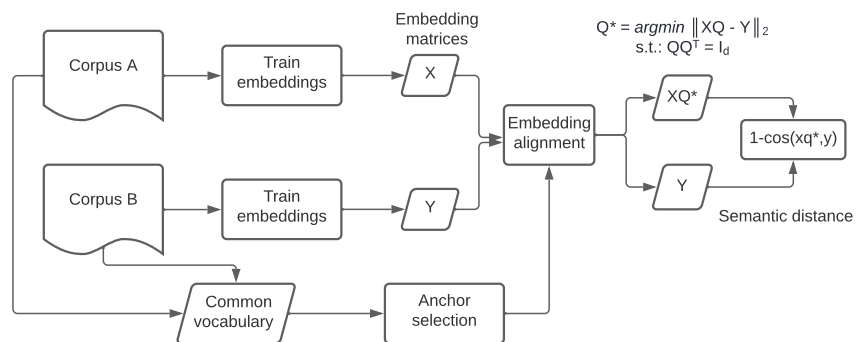 Embedding
matrices
Q* = argmin ||XQ - Y||₂
s.t.: QQᵀ = I_d
Corpus A
Train
embeddings
X
XQ*
Embedding
alignment
1-cos(xq*,y)
Corpus B
Train
embeddings
Y
Y
Semantic distance
Common
vocabulary
Anchor
selection